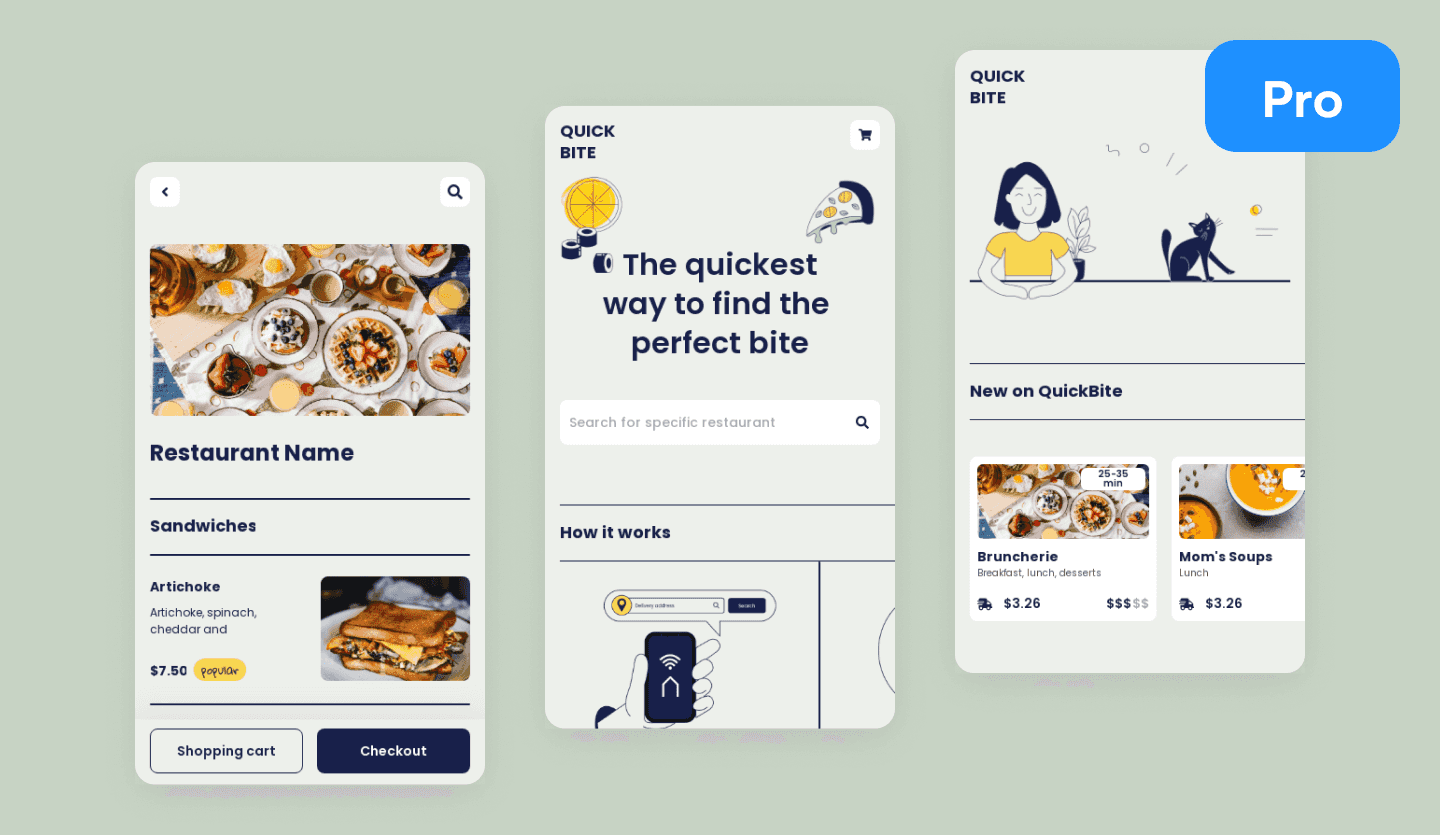 Restaurant Name
Sandwiches
Artichoke
Artichoke, spinach,
cheddar and
$7.50 popular
Shopping cart
Checkout
QUICK
BITE
The quickest
way to find the
perfect bite
Search for specific restaurant
How it works
Delivery address
Search
QUICK
BITE
Pro
New on QuickBite
25-35
min
Bruncherie
Breakfast, lunch, desserts
$3.26
$$$$$
2
Mom's Soups
Lunch
$3.26